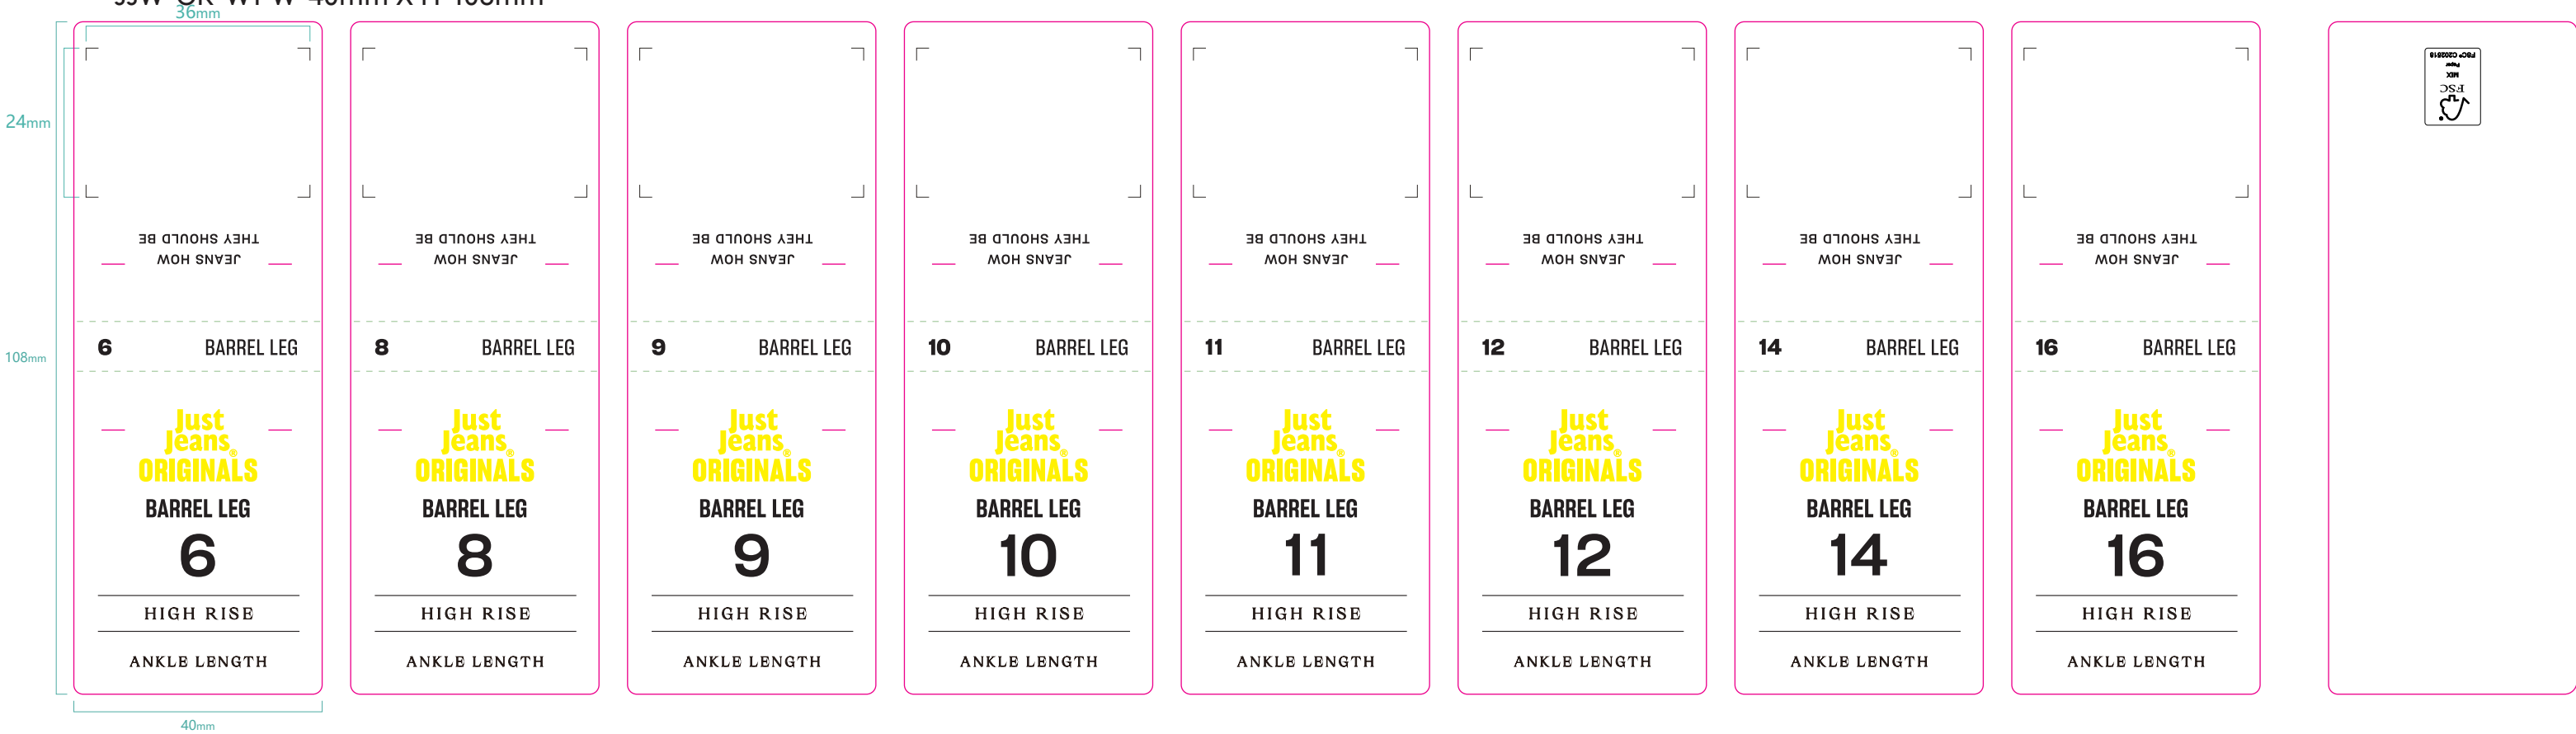 36mm
24mm
108mm
40mm
THEY SHOULD BE
JEANS HOW
6 BARREL LEG
Just
Jeans®
ORIGINALS
BARREL LEG
6
HIGH RISE
ANKLE LENGTH
THEY SHOULD BE
JEANS HOW
8 BARREL LEG
Just
Jeans®
ORIGINALS
BARREL LEG
8
HIGH RISE
ANKLE LENGTH
THEY SHOULD BE
JEANS HOW
9 BARREL LEG
Just
Jeans®
ORIGINALS
BARREL LEG
9
HIGH RISE
ANKLE LENGTH
THEY SHOULD BE
JEANS HOW
10 BARREL LEG
Just
Jeans®
ORIGINALS
BARREL LEG
10
HIGH RISE
ANKLE LENGTH
THEY SHOULD BE
JEANS HOW
11 BARREL LEG
Just
Jeans®
ORIGINALS
BARREL LEG
11
HIGH RISE
ANKLE LENGTH
THEY SHOULD BE
JEANS HOW
12 BARREL LEG
Just
Jeans®
ORIGINALS
BARREL LEG
12
HIGH RISE
ANKLE LENGTH
THEY SHOULD BE
JEANS HOW
14 BARREL LEG
Just
Jeans®
ORIGINALS
BARREL LEG
14
HIGH RISE
ANKLE LENGTH
THEY SHOULD BE
JEANS HOW
16 BARREL LEG
Just
Jeans®
ORIGINALS
BARREL LEG
16
HIGH RISE
ANKLE LENGTH
FSC
MIX
Paper
FSC® C202818